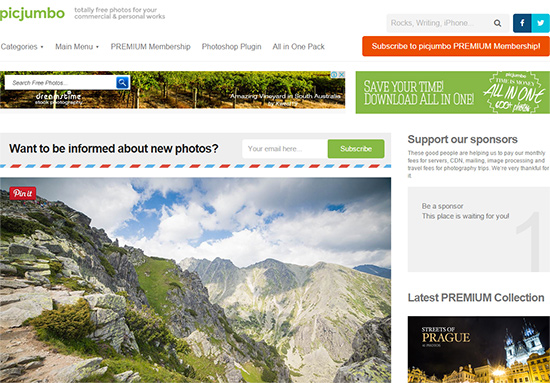 picjumbo
totally free photos for your
commercial & personal works
Rocks, Writing, iPhone...
Categories
Main Menu
PREMIUM Membership
Photoshop Plugin
All in One Pack
Subscribe to picjumbo PREMIUM Membership!
Search Free Photos...
dreamstime
stock photography
Amazing Vineyard in South Australia
SAVE YOUR TIME!
DOWNLOAD ALL IN ONE!
picjumbo
TIME IS MONEY
ALL IN ONE
600+ photos
Want to be informed about new photos?
Your email here...
Subscribe
Support our sponsors
These good people are helping us to pay our monthly
fees for servers, CDN, mailing, image processing and
travel fees for photography trips. We're very thankful for
it.
Pin it
Be a sponsor
This place is waiting for you!
1
Latest PREMIUM Collection
STREETS OF
PRAGUE